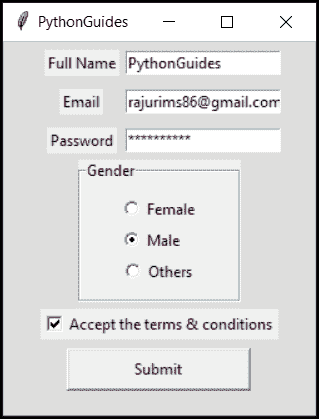 PythonGuides
Full Name PythonGuides
Email rajurims86@gmail.com
Password **********
Gender
Female
Male
Others
Accept the terms & conditions
Submit